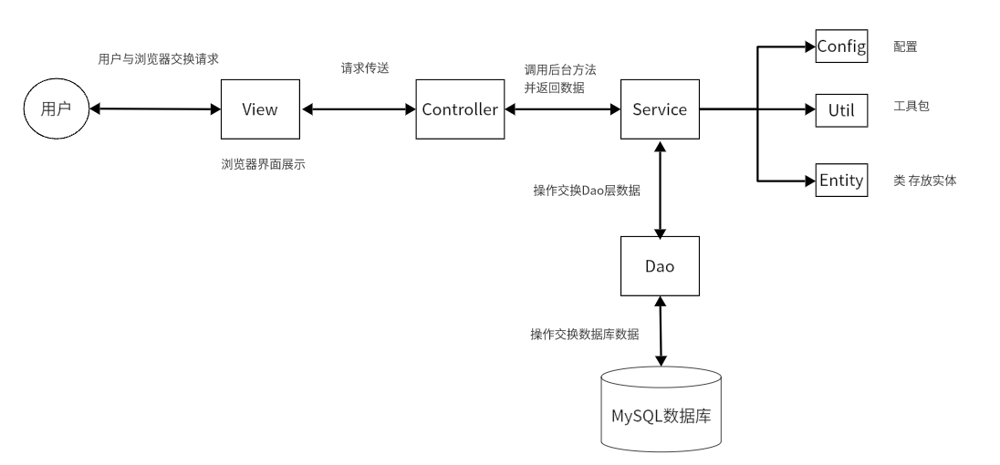 用户与浏览器交换请求
请求传送
调用后台方法
并返回数据
Config
配置
用户
View
Controller
Service
Util
工具包
浏览器界面展示
Entity
类 存放实体
操作交换Dao层数据
Dao
操作交换数据库数据
MySQL数据库